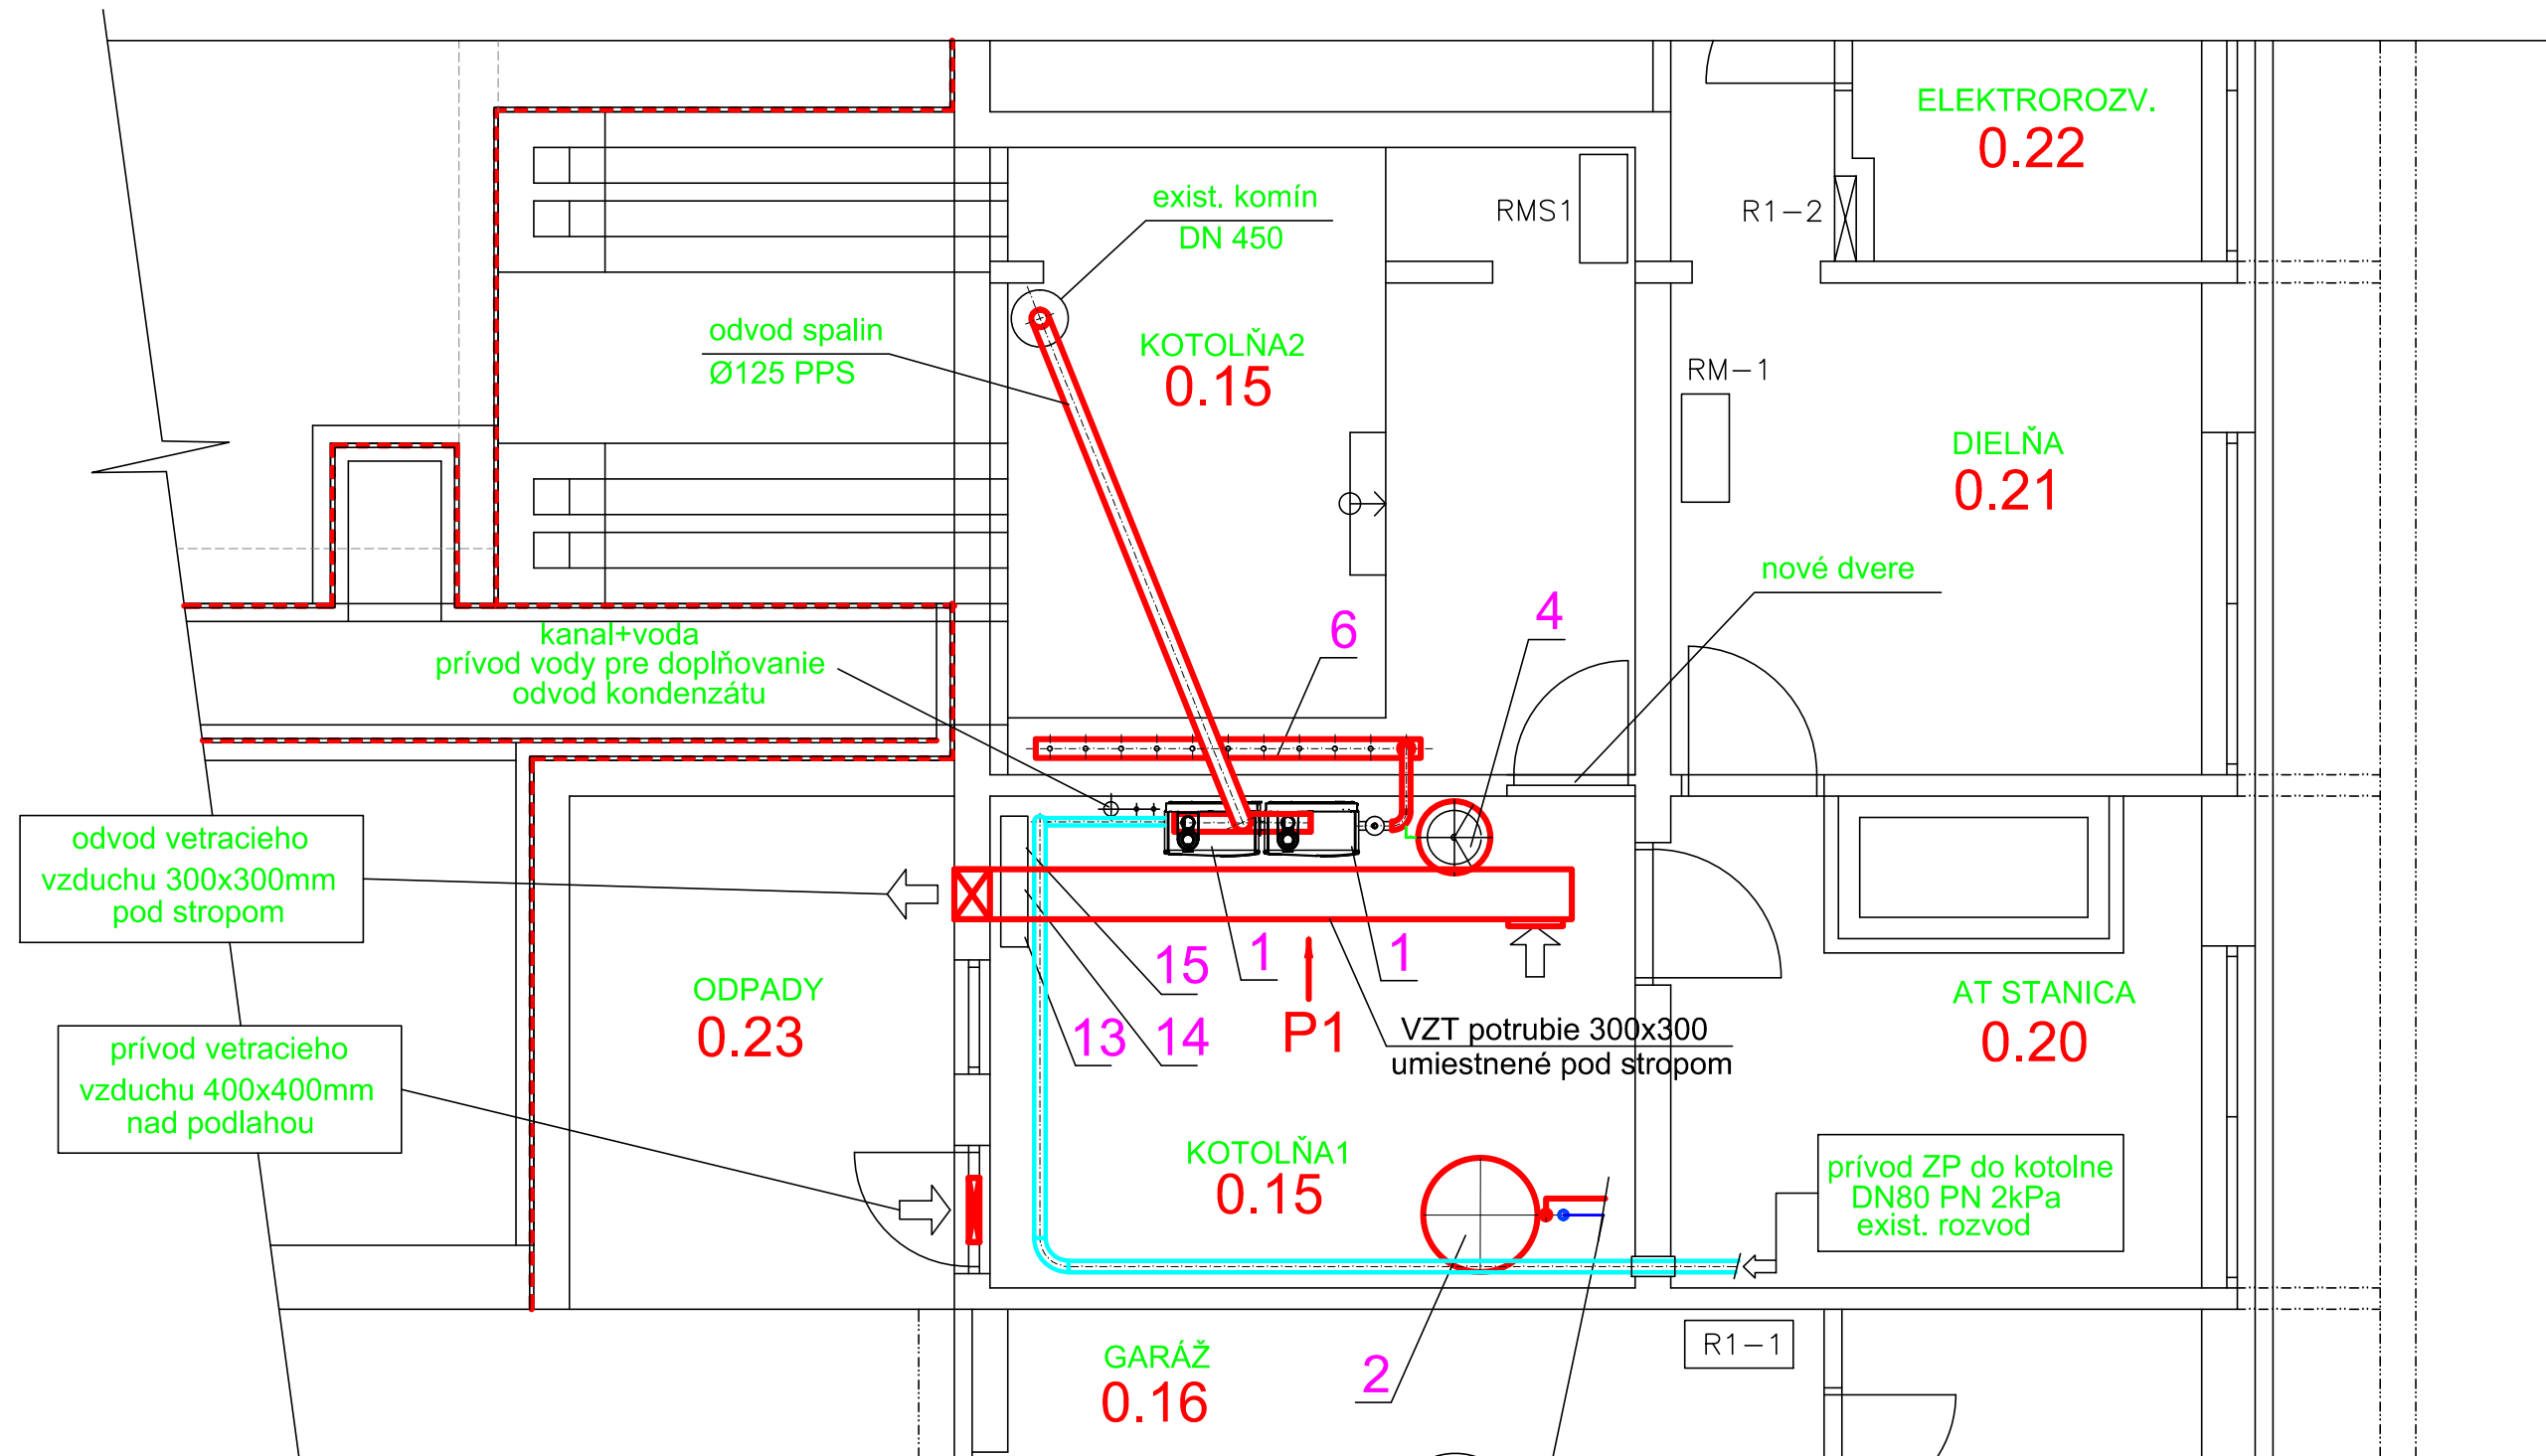 ELEKTROROZV.
0.22
exist. komín
DN 450
RMS1
R1-2
odvod spalin
Ø125 PPS
KOTOLŇA2
0.15
RM-1
DIELŇA
0.21
nové dvere
6
4
kanal+voda
prívod vody pre doplňovanie
odvod kondenzátu
odvod vetracieho
vzduchu 300x300mm
pod stropom
15
1
1
ODPADY
0.23
13
14
P1
VZT potrubie 300x300
umiestnené pod stropom
AT STANICA
0.20
prívod vetracieho
vzduchu 400x400mm
nad podlahou
KOTOLŇA1
0.15
prívod ZP do kotolne
DN80 PN 2kPa
exist. rozvod
GARÁŽ
0.16
2
R1-1